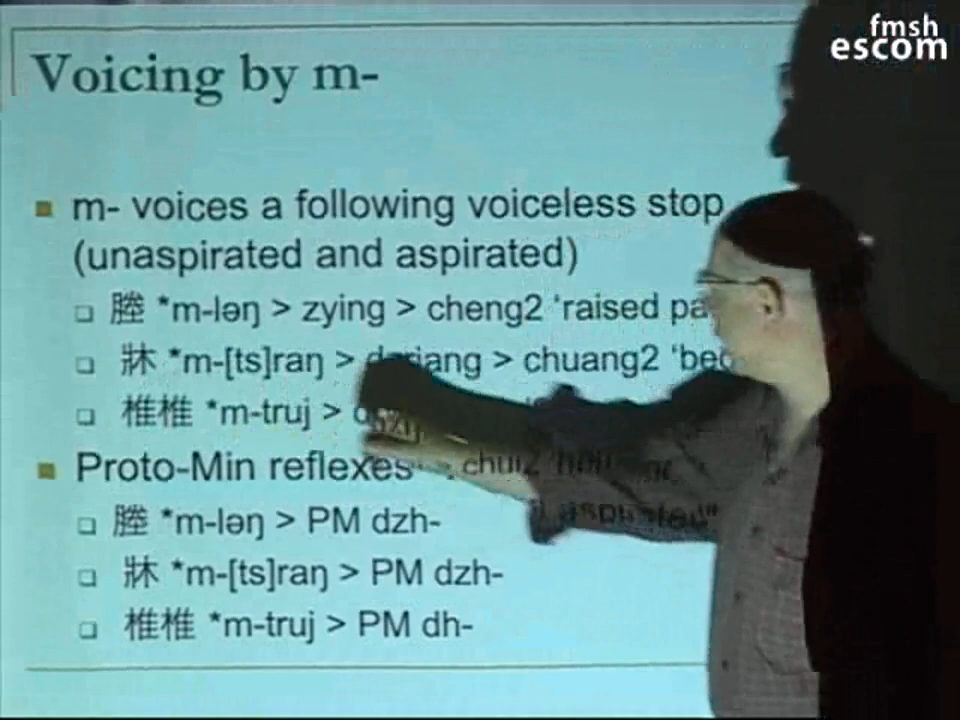 fmsh
escom
Voicing by m-
■ m- voices a following voiceless stop
(unaspirated and aspirated)
❑ 塍 *m-ləŋ > zying > cheng2 ‘raised
❑ 牀 *m-[ts]raŋ > dzrjang > chuang2
❑ 椎椎 *m-truj >
■ Proto-Min reflexes
❑ 塍 *m-ləŋ > PM dzh-
❑ 牀 *m-[ts]raŋ > PM dzh-
❑ 椎椎 *m-truj > PM dh-